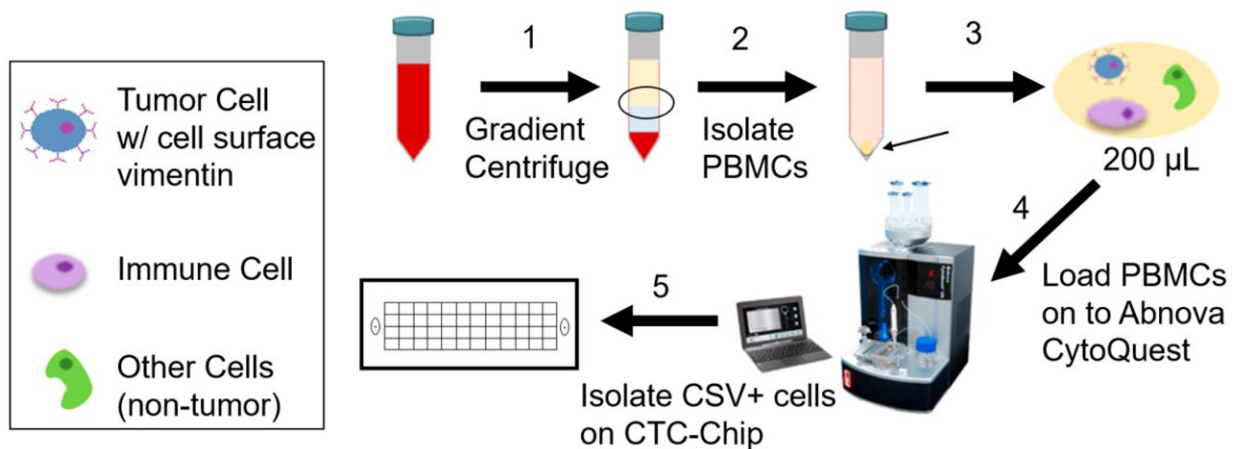 Tumor Cell
w/ cell surface
vimentin
Immune Cell
Other Cells
(non-tumor)
1
Gradient
Centrifuge
2
Isolate
PBMCs
3
200 µL
4
Load PBMCs
on to Abnova
CytoQuest
5
Isolate CSV+ cells
on CTC-Chip